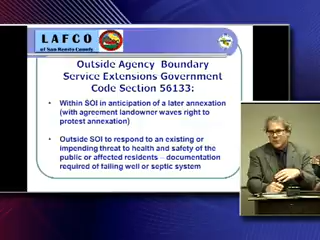 LAFCO
of San Benito County
Outside Agency Boundary
Service Extensions Government
Code Section 56133:
• Within SOI in anticipation of a later annexation
(with agreement landowner waves right to
protest annexation)
• Outside SOI to respond to an existing or
impending threat to health and safety of the
public or affected residents – documentation
required of failing well or septic system